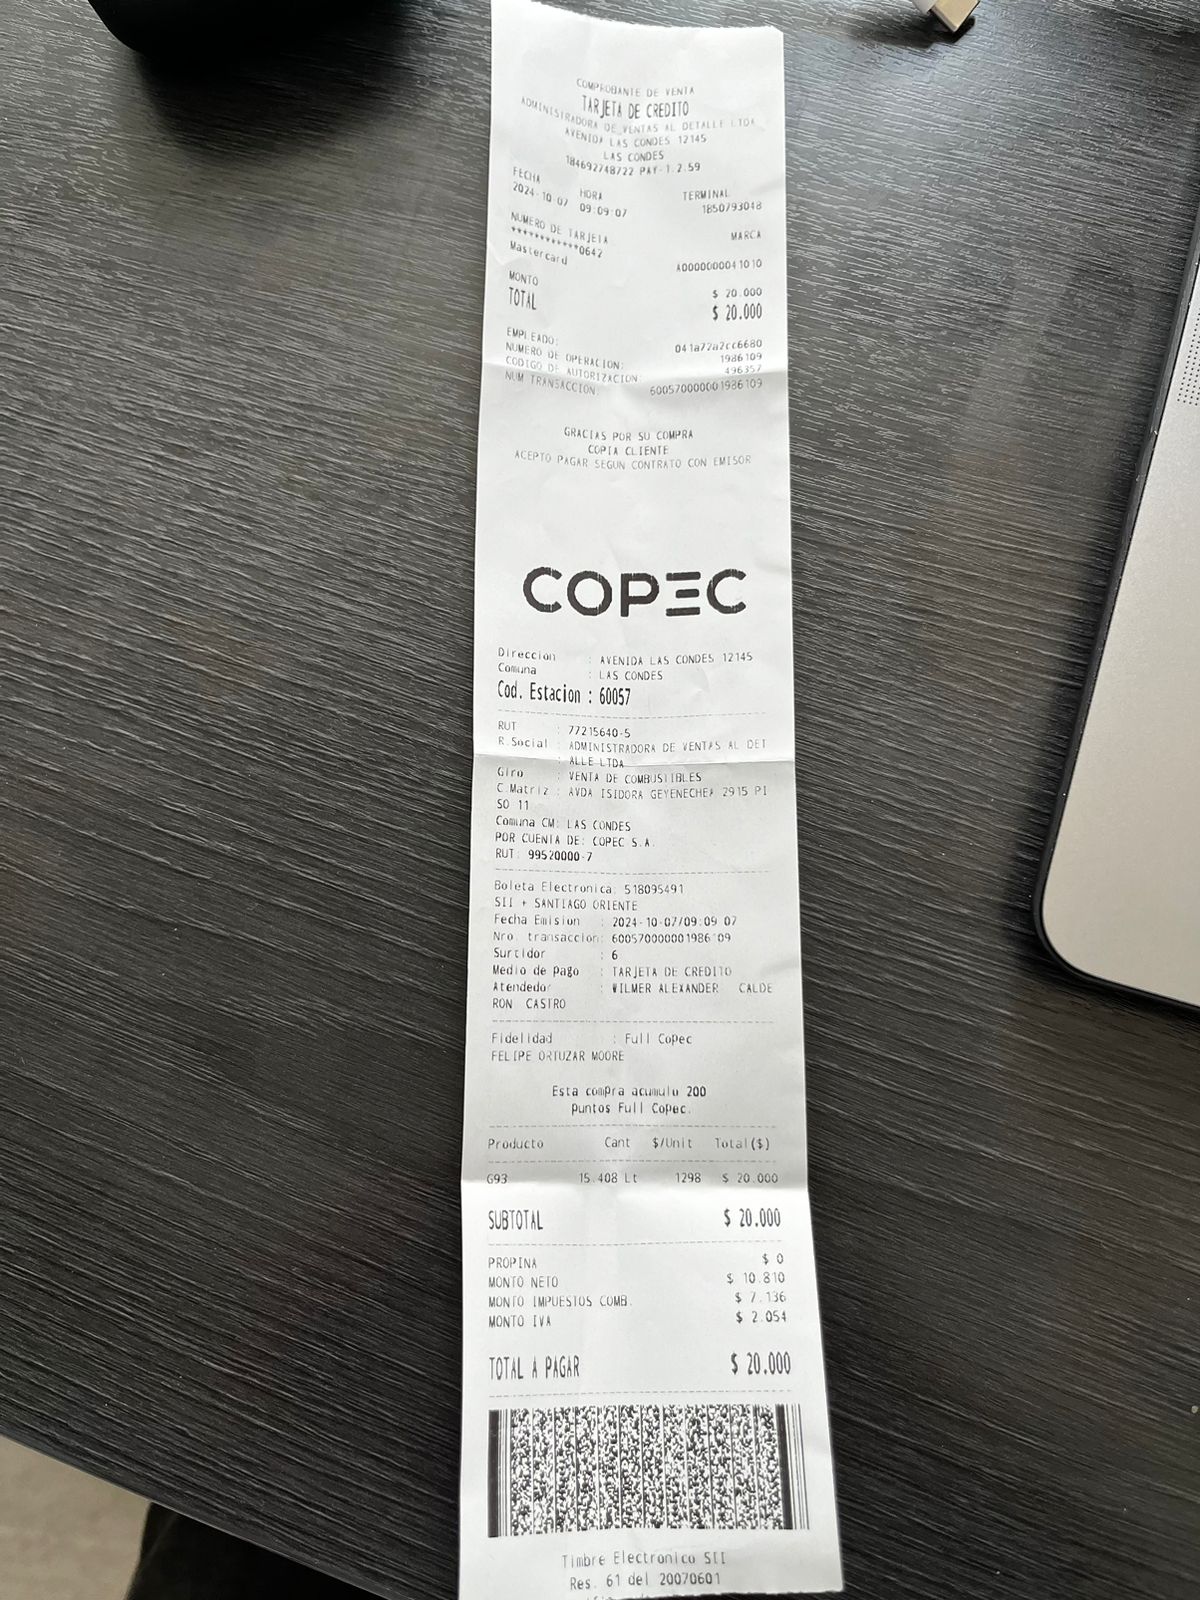 COMPROBANTE DE VENTA
TARJETA DE CREDITO
ADMINISTRADORA DE VENTAS AL DETALLE LTDA
AVENIDA LAS CONDES 12145
LAS CONDES
184692748722 PAY-1.2.59
FECHA HORA TERMINAL
2024-10-07 09:09:07 1850793048
NUMERO DE TARJETA MARCA
************0642
Mastercard A0000000041010
MONTO $ 20.000
TOTAL $ 20.000
EMPLEADO: 041a72a2cc6680
NUMERO DE OPERACION: 1986109
CODIGO DE AUTORIZACION: 496357
NUM TRANSACCION: 600570000001986109
GRACIAS POR SU COMPRA
COPIA CLIENTE
ACEPTO PAGAR SEGUN CONTRATO CON EMISOR
COPEC
Direccion : AVENIDA LAS CONDES 12145
Comuna : LAS CONDES
Cod. Estacion : 60057
RUT : 77215640-5
R.Social : ADMINISTRADORA DE VENTAS AL DET
: ALLE LTDA
Giro : VENTA DE COMBUSTIBLES
C.Matriz : AVDA ISIDORA GEYENECHEA 2915 PI
SO 11
Comuna CM: LAS CONDES
POR CUENTA DE: COPEC S.A.
RUT: 99520000-7
Boleta Electronica: 518095491
SII + SANTIAGO ORIENTE
Fecha Emision : 2024-10-07/09:09 07
Nro. transaccion: 600570000001986109
Surtidor : 6
Medio de pago : TARJETA DE CREDITO
Atendedor : WILMER ALEXANDER CALDE
RON CASTRO
Fidelidad : Full Copec
FELIPE ORTUZAR MOORE
Esta compra acumulo 200
puntos Full Copec.
Producto Cant $/Unit Total($)
G93 15.408 Lt 1298 $ 20.000
SUBTOTAL $ 20.000
PROPINA $ 0
MONTO NETO $ 10.810
MONTO IMPUESTOS COMB. $ 7.136
MONTO IVA $ 2.054
TOTAL A PAGAR $ 20.000
Timbre Electronico SII
Res. 61 del 20070601